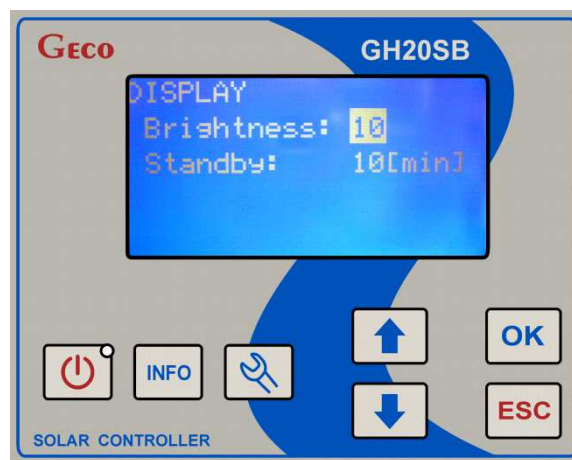 GECO
GH20SB
DISPLAY
Brightness: 10
Standby: 10[min]
INFO
OK
ESC
SOLAR CONTROLLER